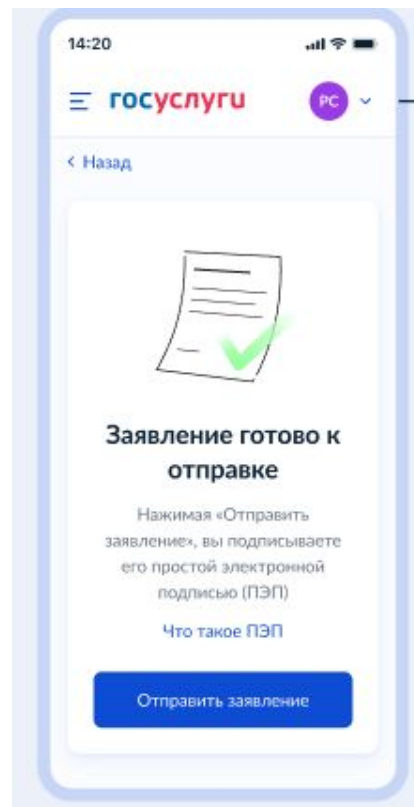 14:20
госуслуги
РС
< Назад
Заявление готово к
отправке
Нажимая «Отправить
заявление», вы подписываете
его простой электронной
подписью (ПЭП)
Что такое ПЭП
Отправить заявление